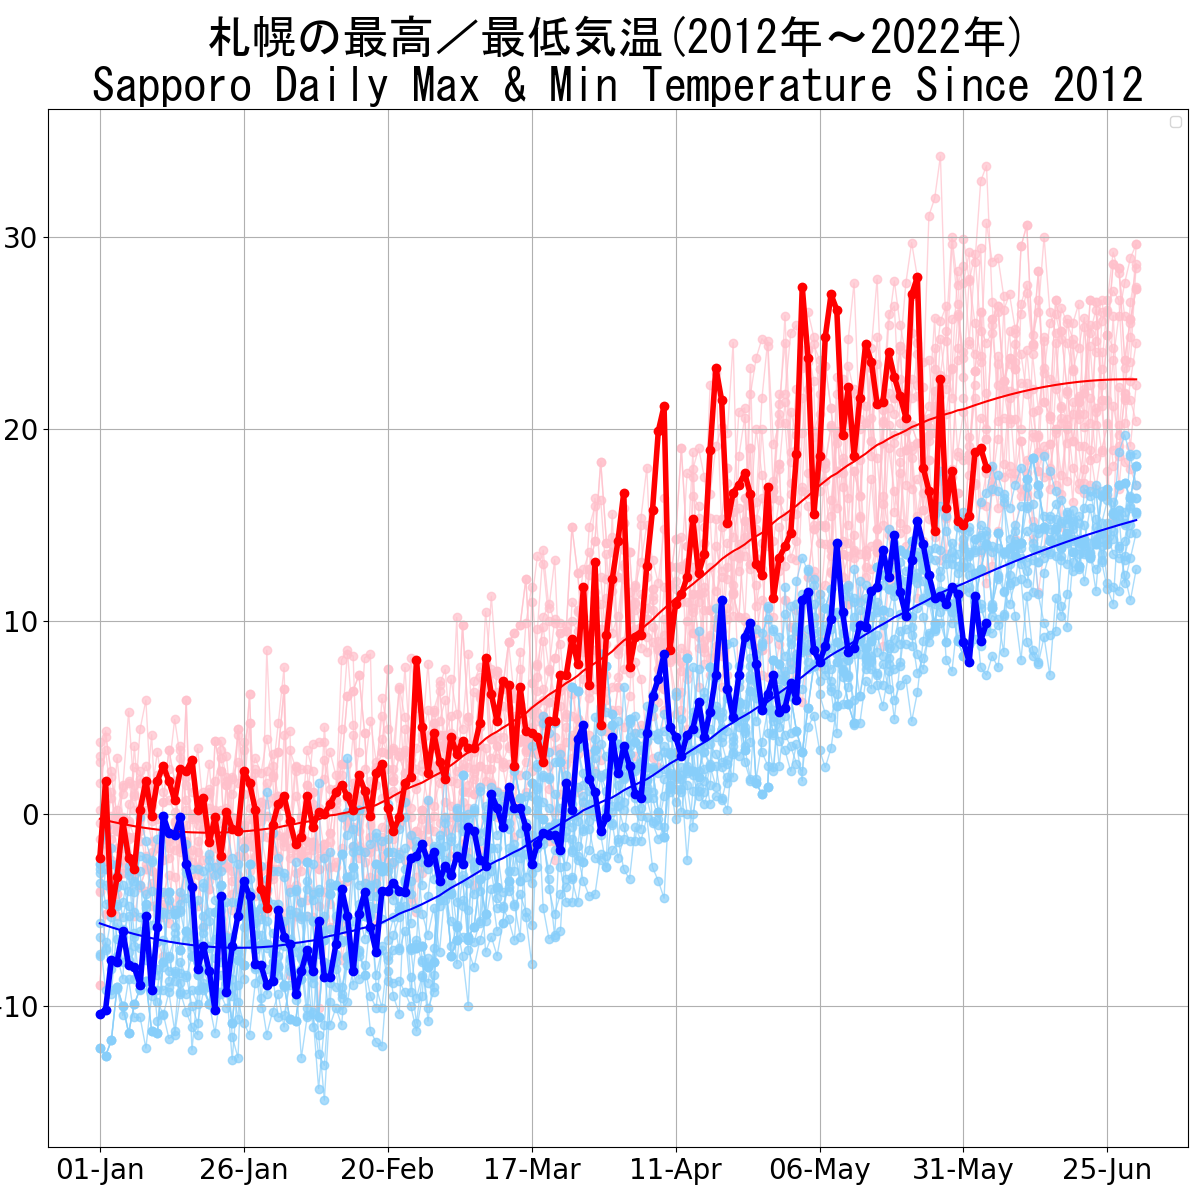 札幌の最高／最低気温(2012年～2022年)
Sapporo Daily Max & Min Temperature Since 2012
30
20
10
0
-10
01-Jan 26-Jan 20-Feb 17-Mar 11-Apr 06-May 31-May 25-Jun